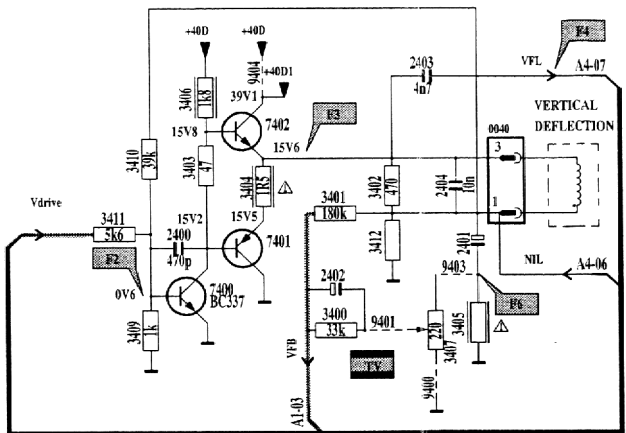 +40D
+40D
2403
4n7
VFL
F4
A4-07
+40D1
9404
3406
1k8
39V1
7402
F3
VERTICAL
DEFLECTION
15V8
15V6
0040
3
3410
39k
3403
47
3404
1R5
3402
470
2404
10n
Vdrive
3411
5k6
2400
470p
15V2
15V5
7401
3401
180k
1
3412
2401
F2
NIL
A4-06
0V6
7400
BC337
2402
9403
F6
3409
1k
3400
33k
9401
220
3407
3405
VFB
TV
9400
A1-03